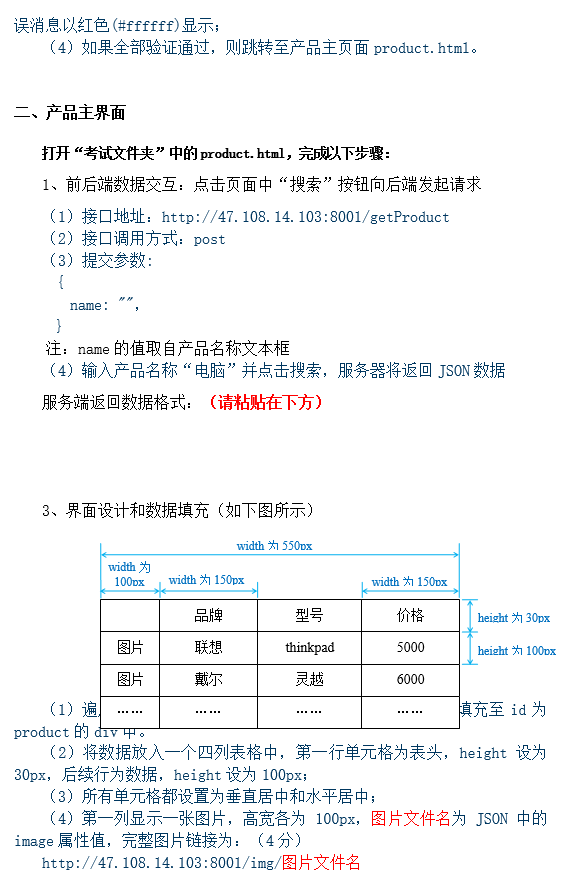 误消息以红色(#ffffff)显示；
（4）如果全部验证通过，则跳转至产品主页面 product.html。
二、产品主界面
打开“考试文件夹”中的 product.html，完成以下步骤：
1、前后端数据交互：点击页面中“搜索”按钮向后端发起请求
（1）接口地址：http://47.108.14.103:8001/getProduct
（2）接口调用方式：post
（3）提交参数：
{
name: "",
}
注：name 的值取自产品名称文本框
（4）输入产品名称“电脑”并点击搜索，服务器将返回 JSON 数据
服务端返回数据格式：（请粘贴在下方）
3、界面设计和数据填充（如下图所示）
width 为 550px
width 为 100px
width 为 150px
width 为 150px
品牌 型号 价格
height 为 30px
图片 联想 thinkpad 5000
height 为 100px
图片 戴尔 灵越 6000
…… …… …… ……
（1）遍 填充至 id 为
product 的 div 中。
（2）将数据放入一个四列表格中，第一行单元格为表头，height 设为
30px，后续行为数据，height 设为 100px；
（3）所有单元格都设置为垂直居中和水平居中；
（4）第一列显示一张图片，高宽各为 100px，图片文件名为 JSON 中的
image 属性值，完整图片链接为：（4 分）
http://47.108.14.103:8001/img/图片文件名